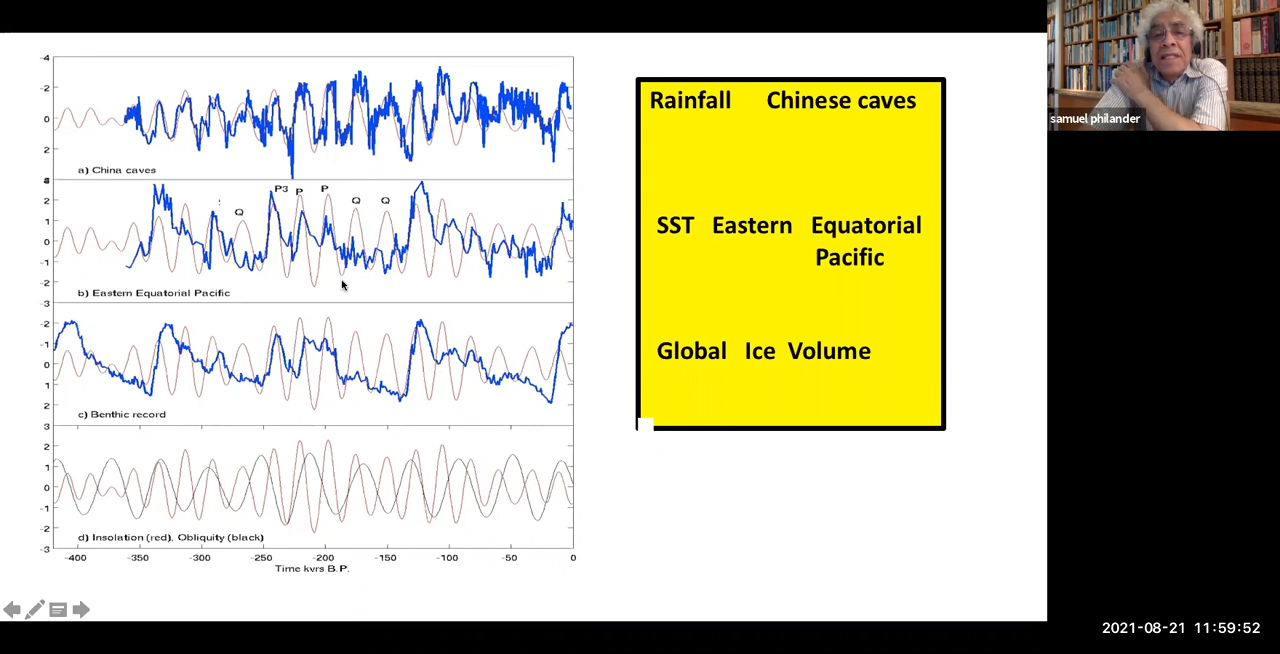 -4
-2
0
2
a) China caves
2
1
0
-1
-2
P3 P P
Q Q Q
b) Eastern Equatorial Pacific
-3
-2
-1
0
1
2
c) Benthic record
3
2
1
0
-1
-2
-3
d) Insolation (red), Obliquity (black)
-400 -350 -300 -250 -200 -150 -100 -50 0
Time kyrs B.P.
Rainfall Chinese caves
SST Eastern Equatorial
Pacific
Global Ice Volume
samuel philander
2021-08-21 11:59:52